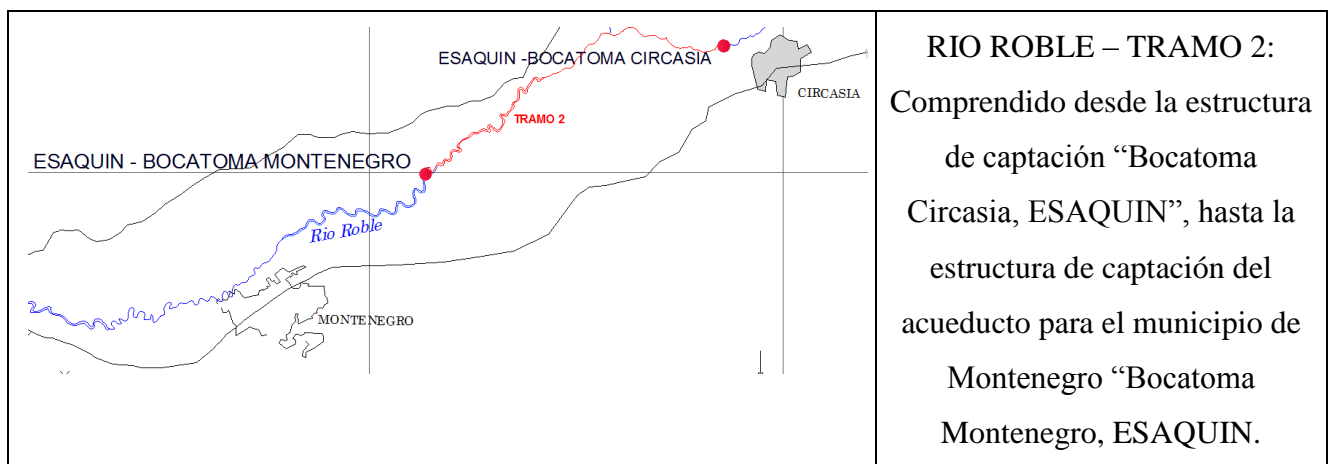 ESAQUIN -BOCATOMA CIRCASIA
CIRCASIA
TRAMO 2
ESAQUIN - BOCATOMA MONTENEGRO
Rio Roble
MONTENEGRO
RIO ROBLE – TRAMO 2:
Comprendido desde la estructura
de captación “Bocatoma
Circasia, ESAQUIN”, hasta la
estructura de captación del
acueducto para el municipio de
Montenegro “Bocatoma
Montenegro, ESAQUIN.